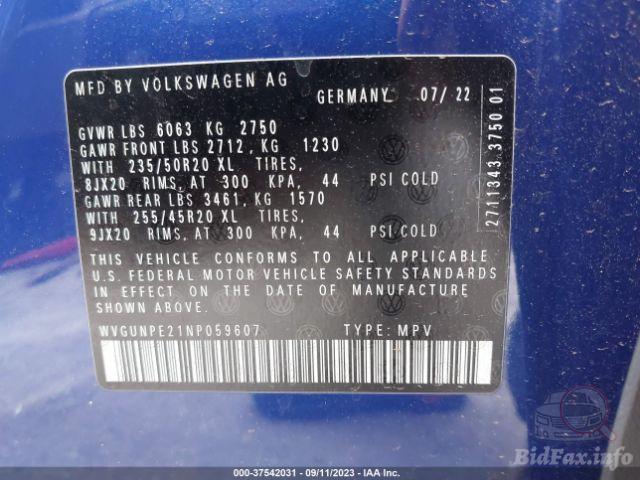 MFD BY VOLKSWAGEN AG
GERMANY 07/ 22
GVWR LBS 6063 KG 2750
GAWR FRONT LBS 2712, KG 1230
WITH 235/50R20 XL TIRES,
8JX20 RIMS, AT 300 KPA, 44 PSI COLD
GAWR REAR LBS 3461, KG 1570
WITH 255/45R20 XL TIRES,
9JX20 RIMS, AT 300 KPA, 44 PSI COLD
THIS VEHICLE CONFORMS TO ALL APPLICABLE
U.S. FEDERAL MOTOR VEHICLE SAFETY STANDARDS
IN EFFECT ON THE DATE OF MANUFACTURE
SHOWN ABOVE.
WVGUNPE21NP059607 TYPE: MPV
2711343.3750 01
000-37542031 - 09/11/2023 - IAA Inc.
BidFax.info